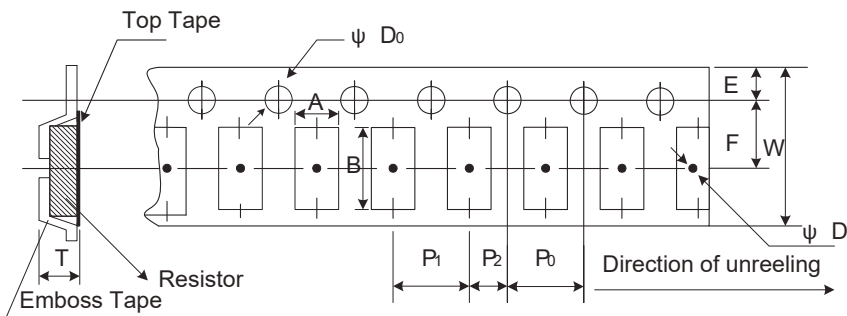 Top Tape
ψ D0
A
E
F
W
B
ψ D
T
Resistor
Emboss Tape
P1
P2
P0
Direction of unreeling